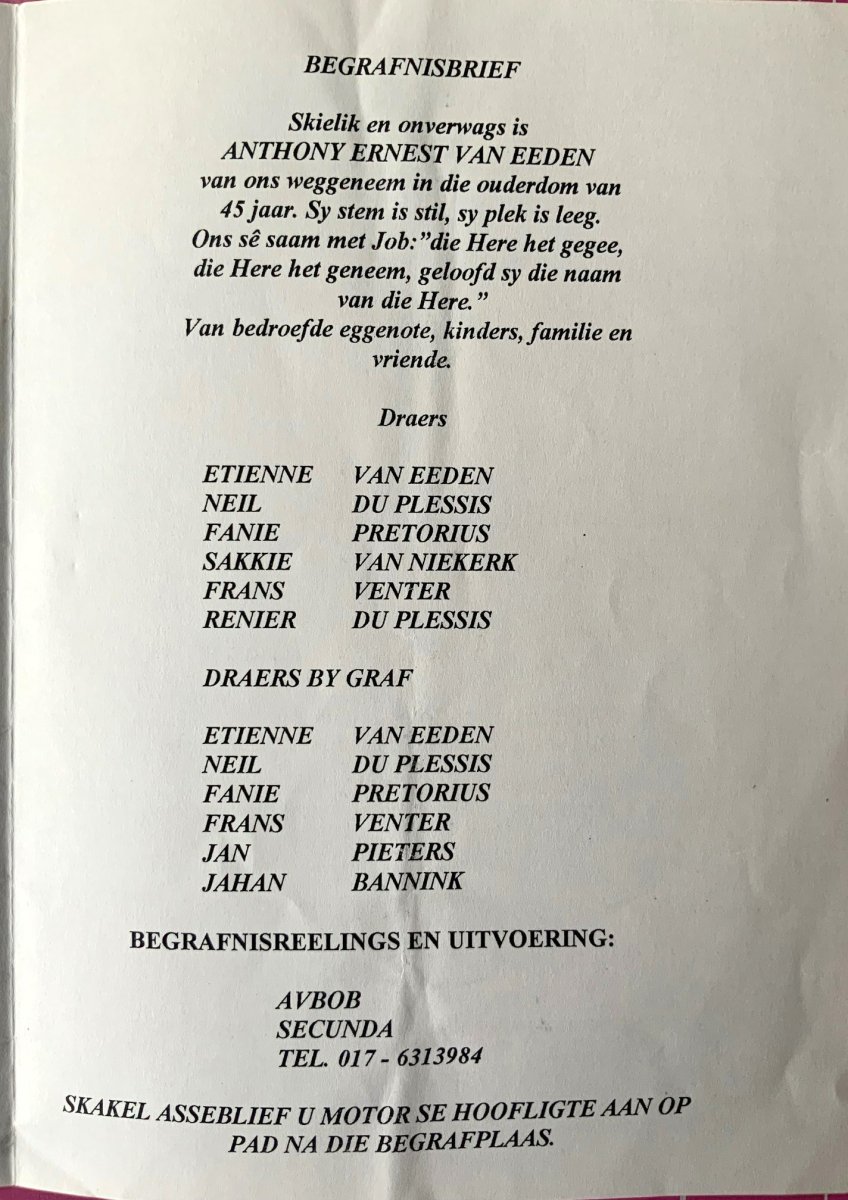 BEGRAFNISBRIEF
Skielik en onverwags is
ANTHONY ERNEST VAN EEDEN
van ons weggeneem in die ouderdom van
45 jaar. Sy stem is stil, sy plek is leeg.
Ons sê saam met Job:”die Here het gegee,
die Here het geneem, geloofd sy die naam
van die Here.”
Van bedroefde eggenote, kinders, familie en
vriende.
Draers
ETIENNE VAN EEDEN
NEIL DU PLESSIS
FANIE PRETORIUS
SAKKIE VAN NIEKERK
FRANS VENTER
RENIER DU PLESSIS
DRAERS BY GRAF
ETIENNE VAN EEDEN
NEIL DU PLESSIS
FANIE PRETORIUS
FRANS VENTER
JAN PIETERS
JAHAN BANNINK
BEGRAFNISREELINGS EN UITVOERING:
AVBOB
SECUNDA
TEL. 017 - 6313984
SKAKEL ASSEBLIEF U MOTOR SE HOOFLIGTE AAN OP
PAD NA DIE BEGRAFPLAAS.